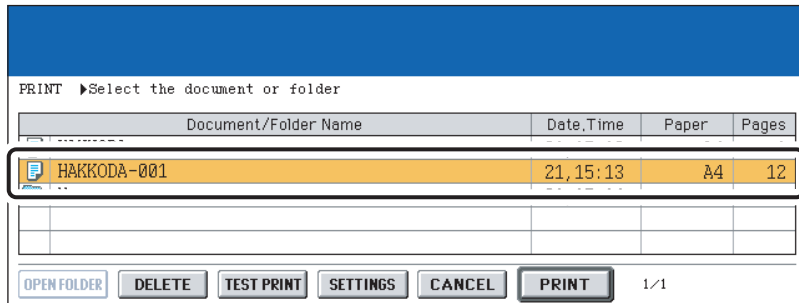 PRINT ▶Select the document or folder
Document/Folder Name Date,Time Paper Pages
HAKKODA-001 21,15:13 A4 12
OPEN FOLDER DELETE TEST PRINT SETTINGS CANCEL PRINT 1/1